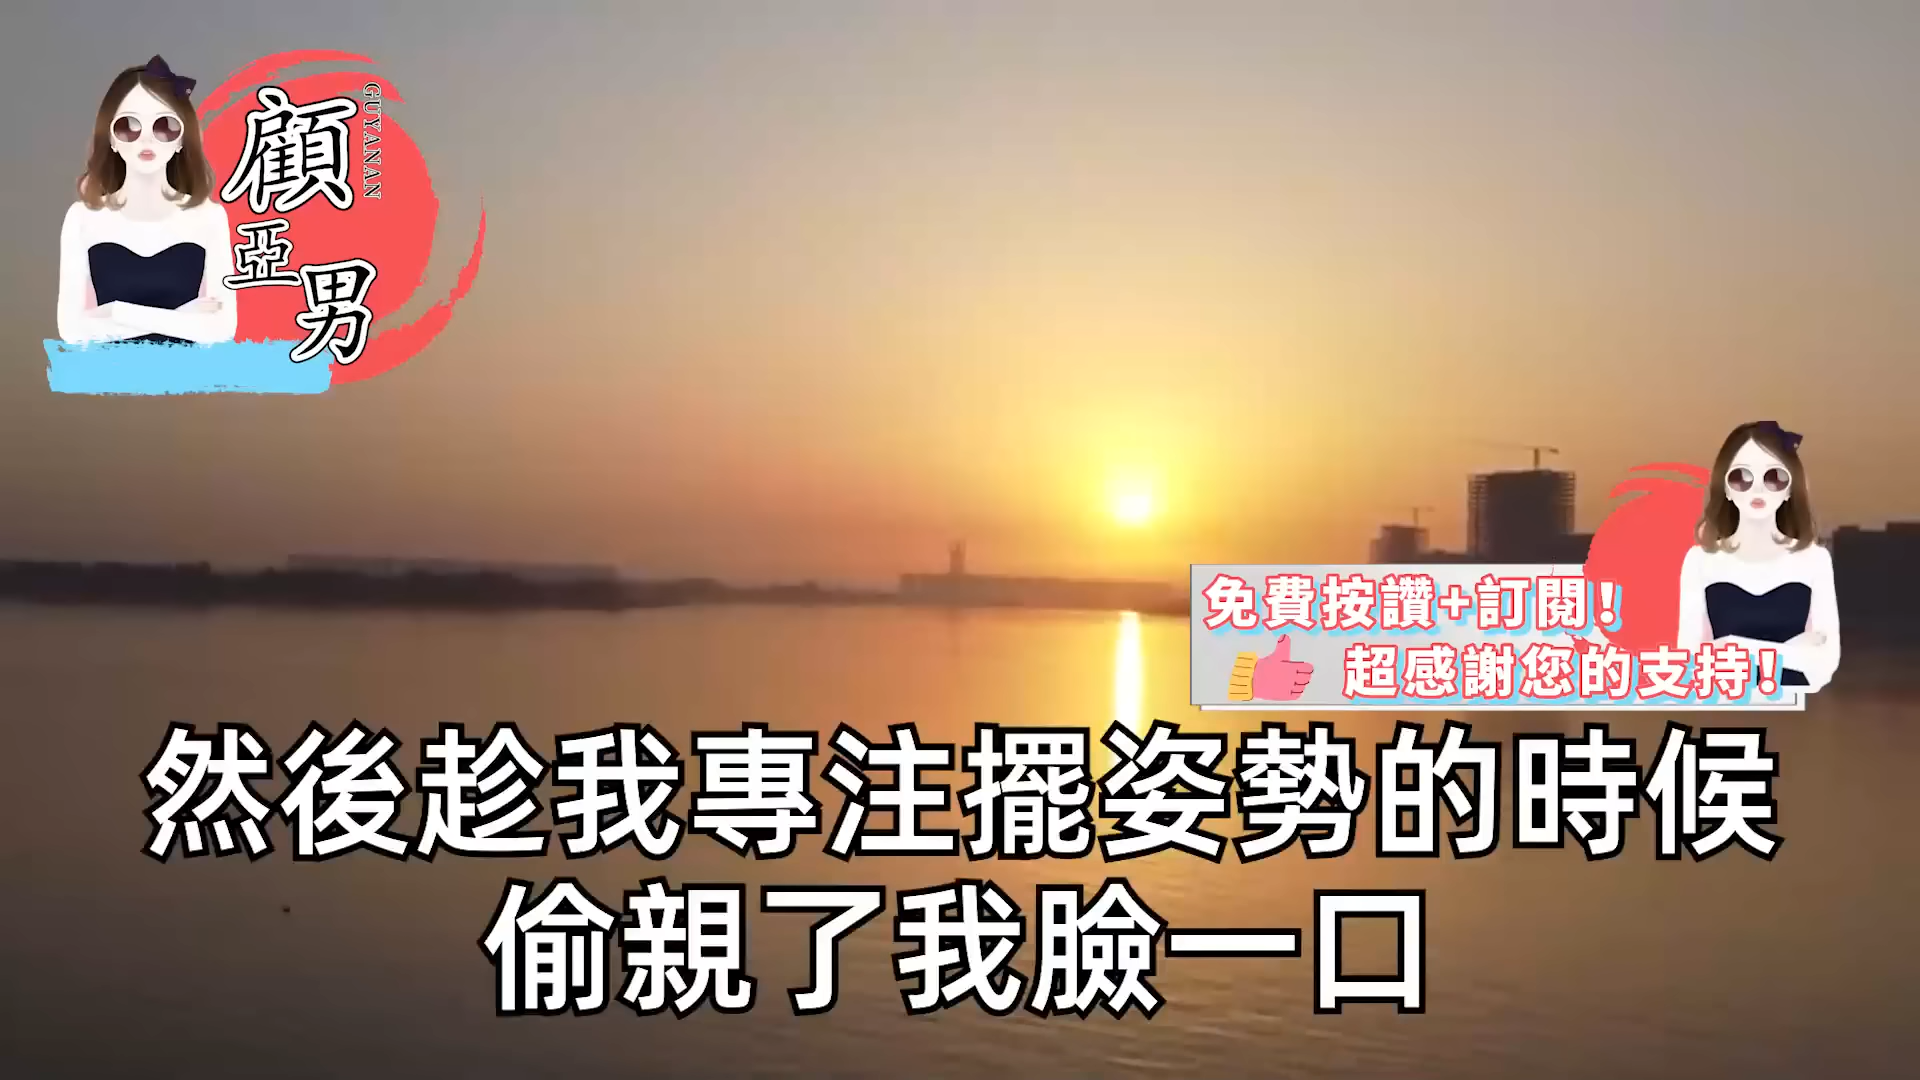 顧亞男
GUYANAN
免費按讚+訂閱!
超感謝您的支持!
然後趁我專注擺姿勢的時候
偷親了我臉一口